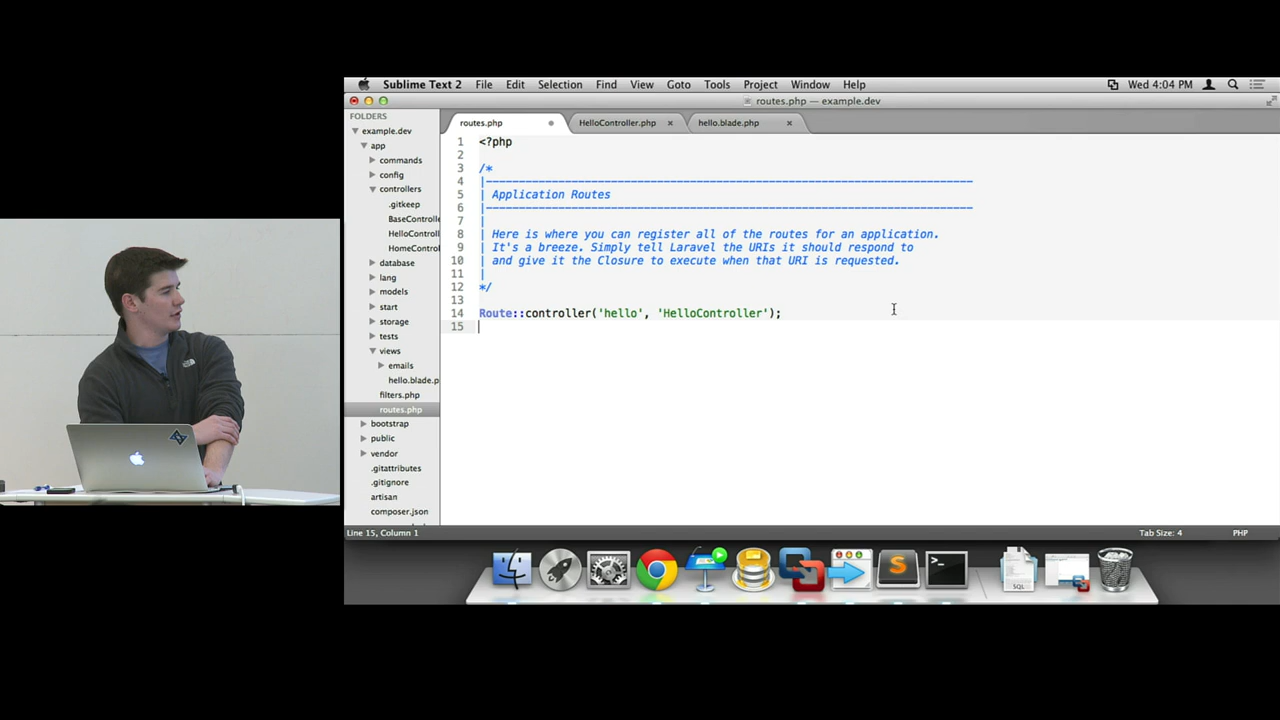 Sublime Text 2 File Edit Selection Find View Goto Tools Project Window Help Wed 4:04 PM
routes.php — example.dev
FOLDERS
example.dev
app
commands
config
controllers
.gitkeep
BaseControlle
HelloControll
HomeControl
database
lang
models
start
storage
tests
views
emails
hello.blade.p
filters.php
routes.php
bootstrap
public
vendor
.gitattributes
.gitignore
artisan
composer.json
routes.php HelloController.php hello.blade.php
1 <?php
2
3 /*
4 |--------------------------------------------------------------------------
5 | Application Routes
6 |--------------------------------------------------------------------------
7 |
8 | Here is where you can register all of the routes for an application.
9 | It's a breeze. Simply tell Laravel the URIs it should respond to
10 | and give it the Closure to execute when that URI is requested.
11 |
12 */
13
14 Route::controller('hello', 'HelloController');
15
Line 15, Column 1 Tab Size: 4 PHP
SQL